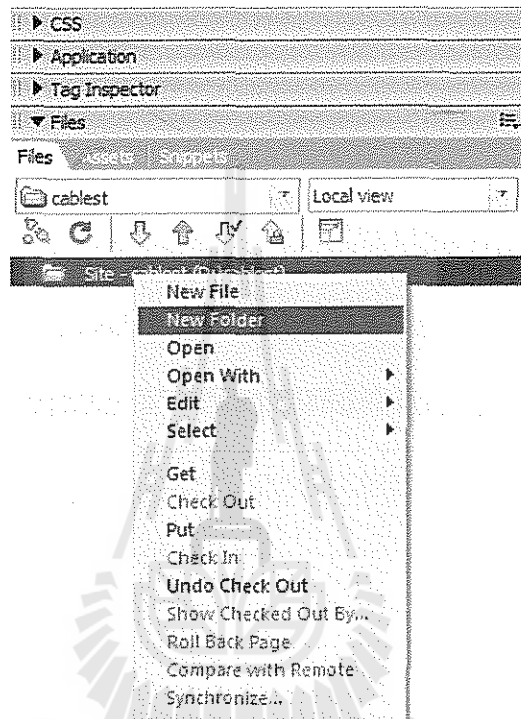 CSS
Application
Tag Inspector
Files
Files Assets Snippets
cablest Local view
Site - cablest
New File
New Folder
Open
Open With
Edit
Select
Get
Check Out
Put
Check In
Undo Check Out
Show Checked Out By...
Roll Back Page
Compare with Remote
Synchronize...